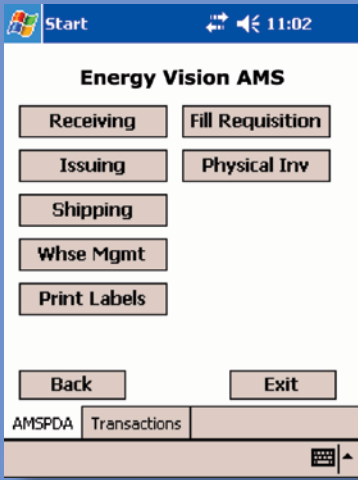 Start 11:02
Energy Vision AMS
Receiving Fill Requisition
Issuing Physical Inv
Shipping
Whse Mgmt
Print Labels
Back Exit
AMSPDA Transactions